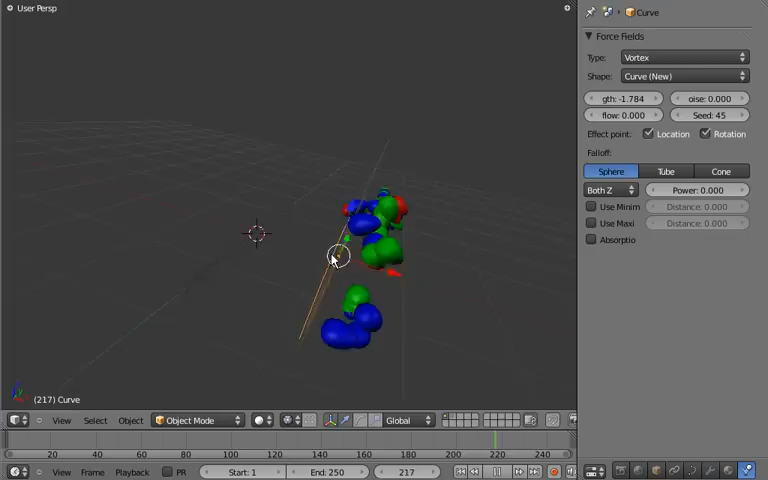 User Persp
(217) Curve
View Select Object Object Mode Global
20 40 60 80 100 120 140 160 180 200 220 240
View Frame Playback PR Start: 1 End: 250 217
Curve
Force Fields
Type: Vortex
Shape: Curve (New)
gth: -1.784 oise: 0.000
flow: 0.000 Seed: 45
Effect point: Location Rotation
Falloff:
Sphere Tube Cone
Both Z Power: 0.000
Use Minim Distance: 0.000
Use Maxi Distance: 0.000
Absorptio